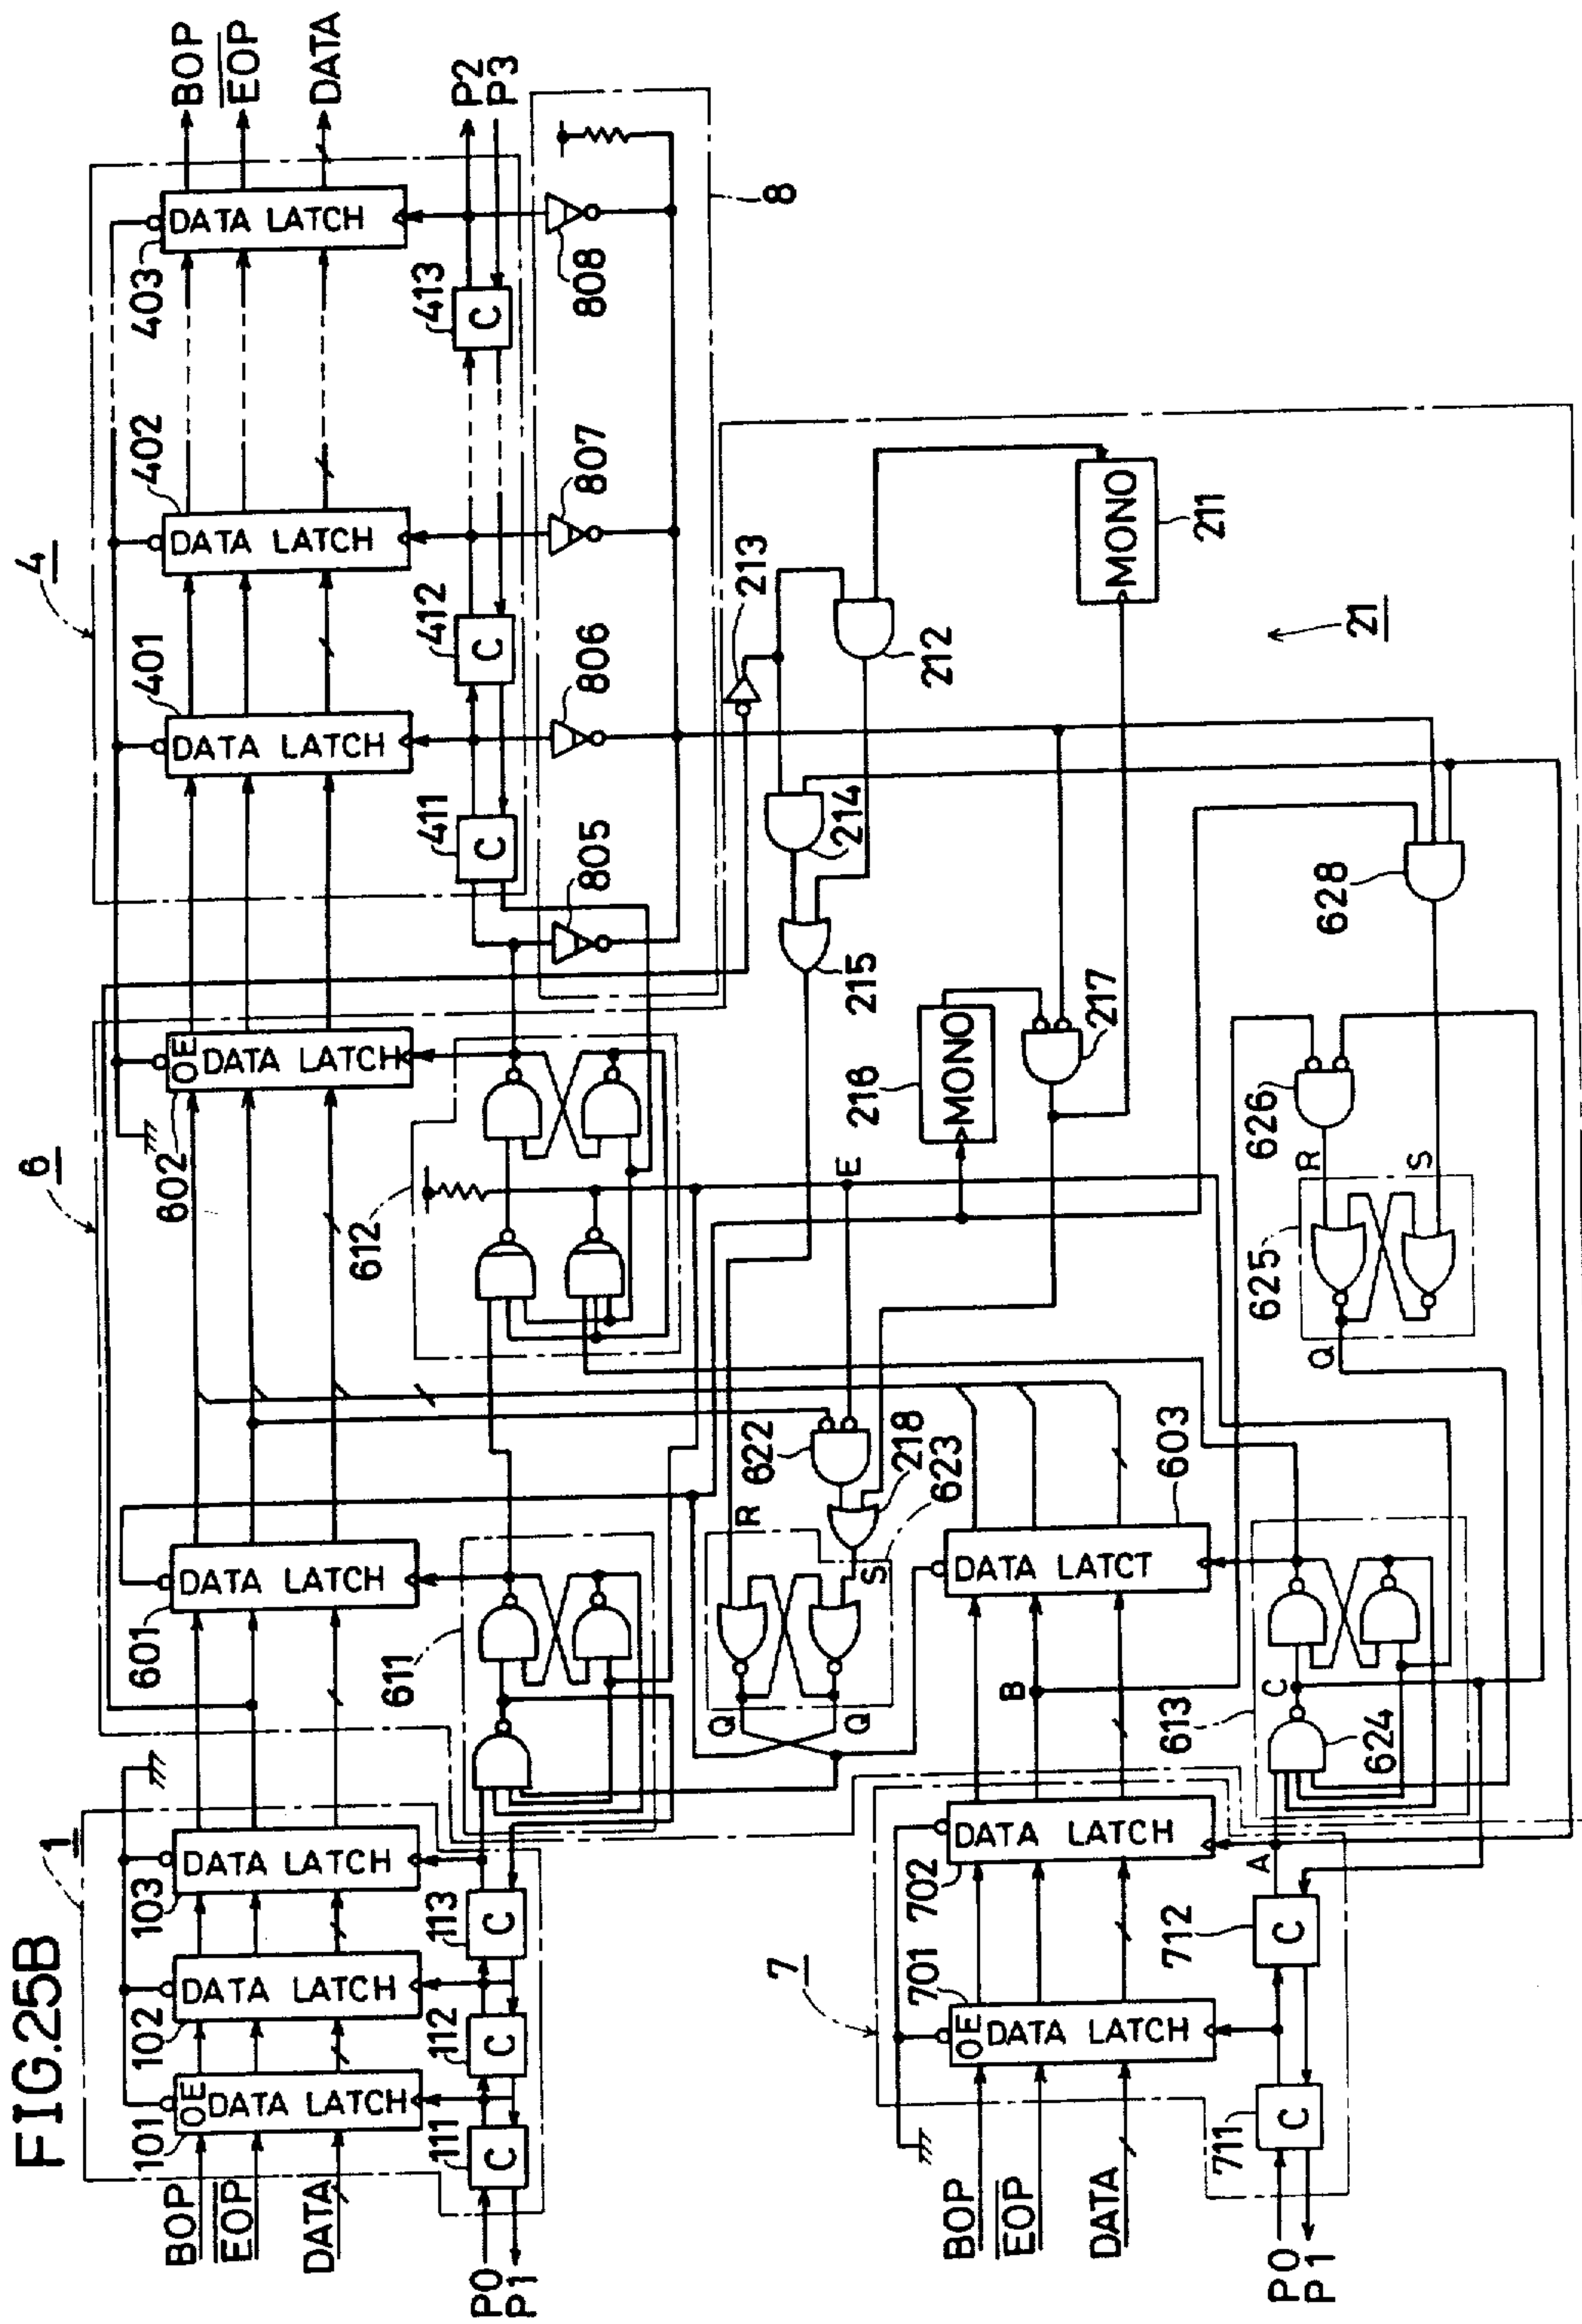 FIG.25B
1
6
4
101
102
103
601
602
401
402
403
BOP
EOP
DATA
OE
DATA LATCH
DATA LATCH
DATA LATCH
DATA LATCH
OE
DATA LATCH
DATA LATCH
DATA LATCH
DATA LATCH
BOP
EOP
DATA
P0
P1
111
C
112
C
113
C
611
612
411
C
412
C
413
C
P2
P3
805
806
807
808
8
R
Q
Q
S
622
218
623
E
215
214
213
212
216
MONO
217
MONO
211
21
7
701
702
B
603
BOP
EOP
DATA
OE
DATA LATCH
DATA LATCH
DATA LATCT
P0
P1
711
C
712
C
A
613
C
624
Q
625
R
S
626
628